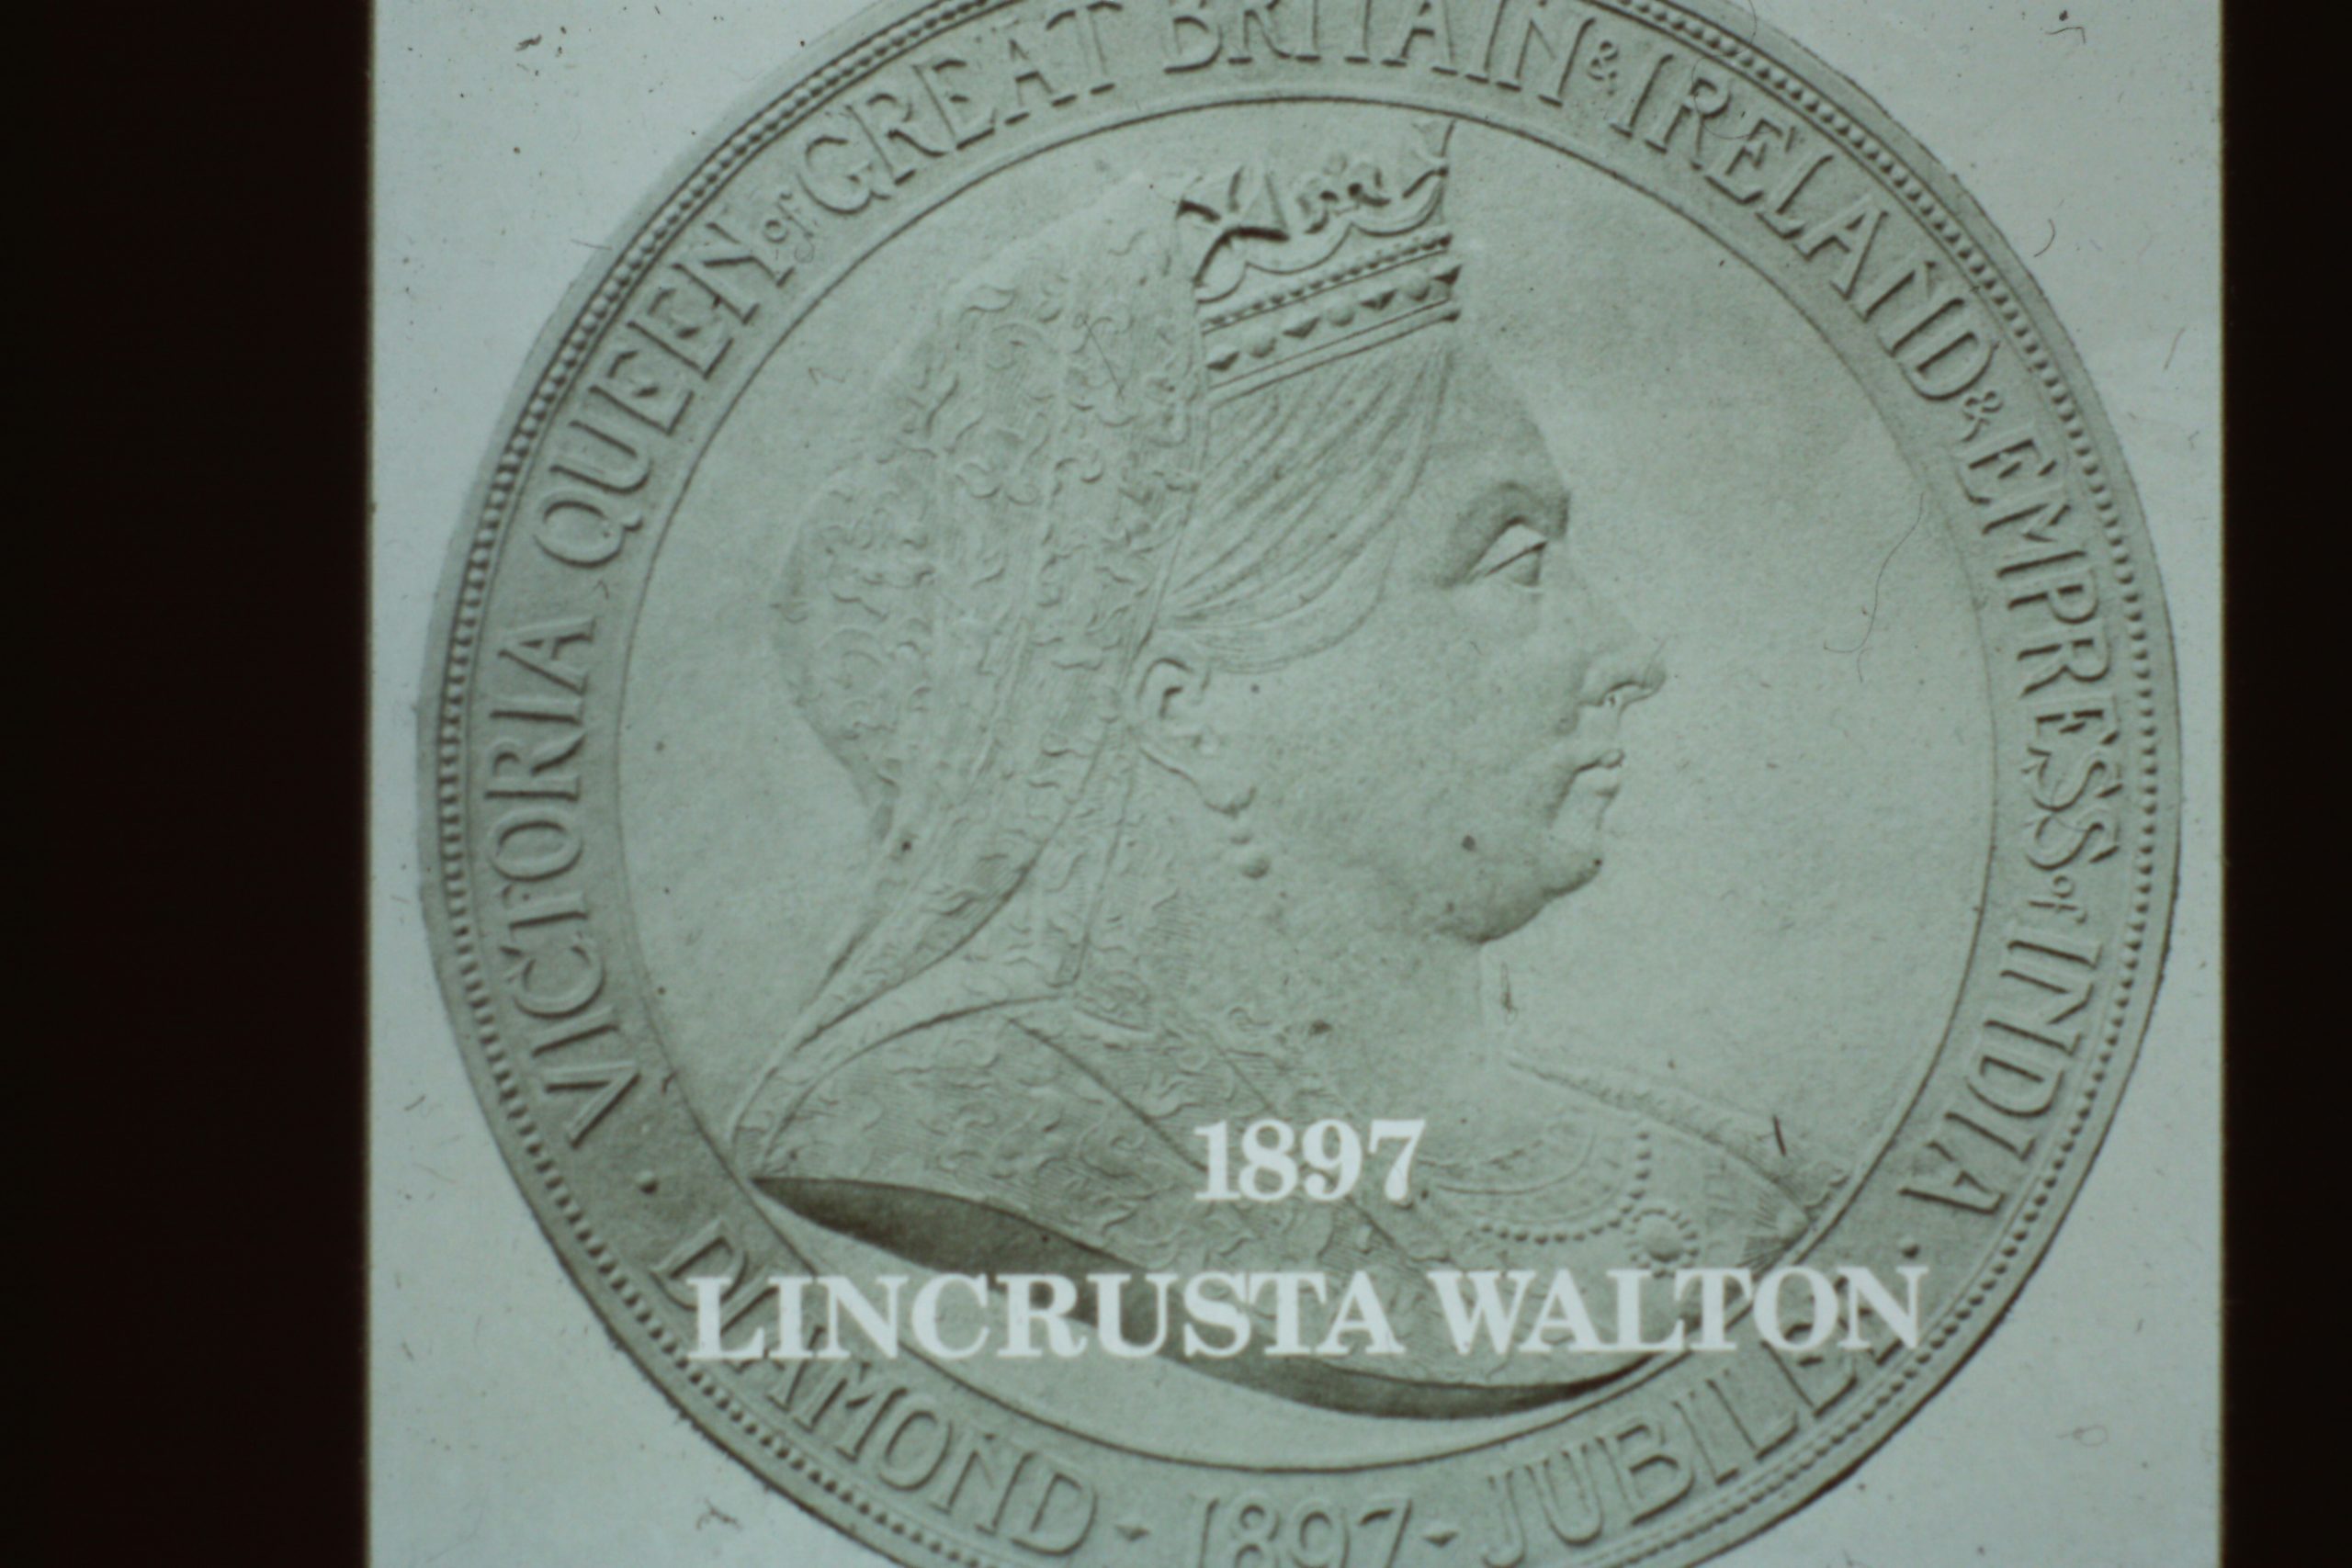 VICTORIA QUEEN of GREAT BRITAIN & IRELAND & EMPRESS of INDIA ·
· DIAMOND - 1897 - JUBILEE
1897
LINCRUSTA WALTON